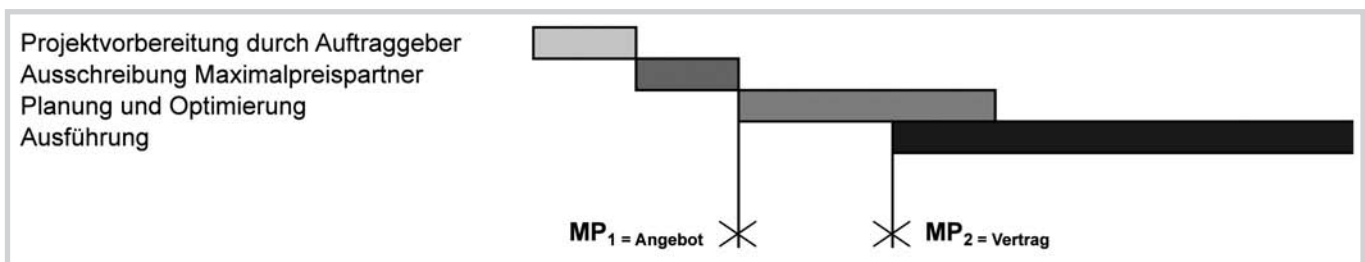 Projektvorbereitung durch Auftraggeber
Ausschreibung Maximalpreispartner
Planung und Optimierung
Ausführung
MP1 = Angebot
MP2 = Vertrag